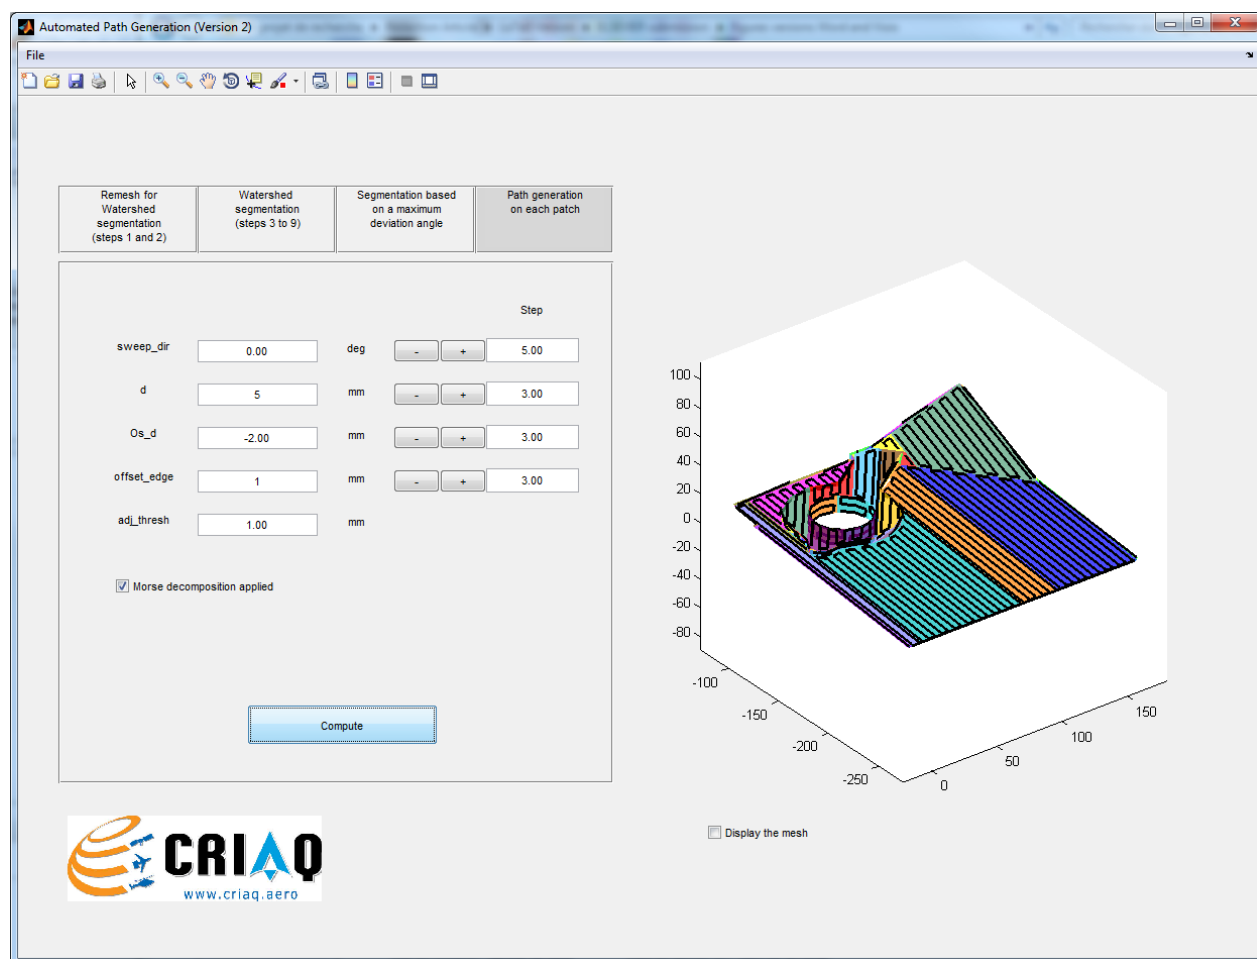 Automated Path Generation (Version 2)
File
Remesh for
Watershed
segmentation
(steps 1 and 2)
Watershed
segmentation
(steps 3 to 9)
Segmentation based
on a maximum
deviation angle
Path generation
on each patch
Step
sweep_dir 0.00 deg - + 5.00
d 5 mm - + 3.00
Os_d -2.00 mm - + 3.00
offset_edge 1 mm - + 3.00
adj_thresh 1.00 mm
Morse decomposition applied
Compute
CRIAQ
www.criaq.aero
100
80
60
40
20
0
-20
-40
-60
-80
-100
-150
-200
-250
0
50
100
150
Display the mesh